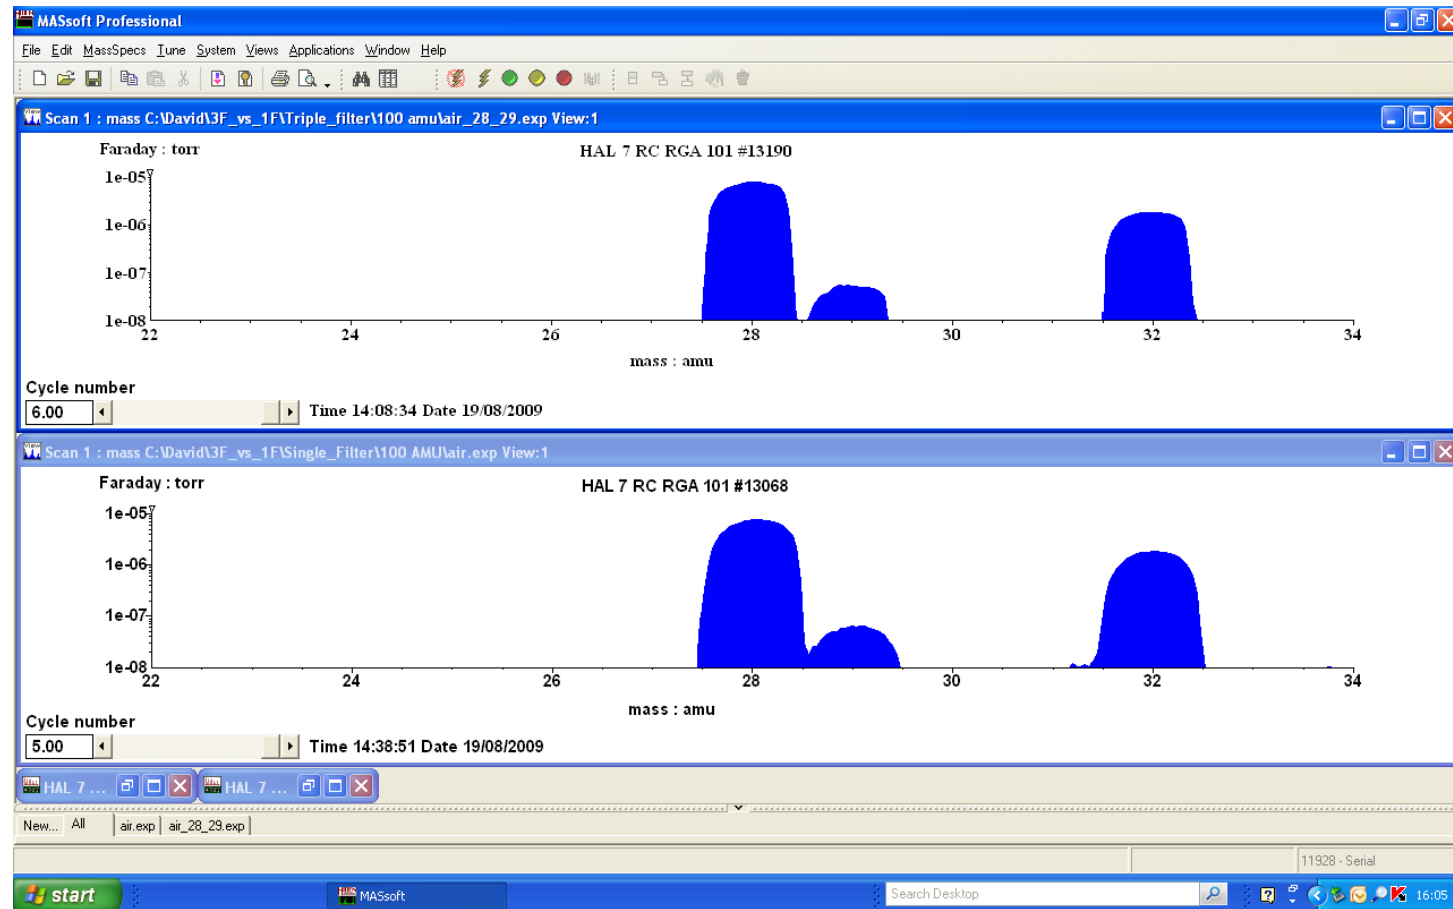 MASsoft Professional
File Edit MassSpecs Tune System Views Applications Window Help
Scan 1 : mass C:\David\3F_vs_1F\Triple_filter\100 amu\air_28_29.exp View:1
Faraday : torr
HAL 7 RC RGA 101 #13190
1e-05
1e-06
1e-07
1e-08
22 24 26 28 30 32 34
mass : amu
Cycle number
6.00 Time 14:08:34 Date 19/08/2009
Scan 1 : mass C:\David\3F_vs_1F\Single_Filter\100 AMU\air.exp View:1
Faraday : torr
HAL 7 RC RGA 101 #13068
1e-05
1e-06
1e-07
1e-08
22 24 26 28 30 32 34
mass : amu
Cycle number
5.00 Time 14:38:51 Date 19/08/2009
HAL 7 ... HAL 7 ...
New... All air.exp air_28_29.exp
11928 - Serial
start MASsoft Search Desktop 16:05